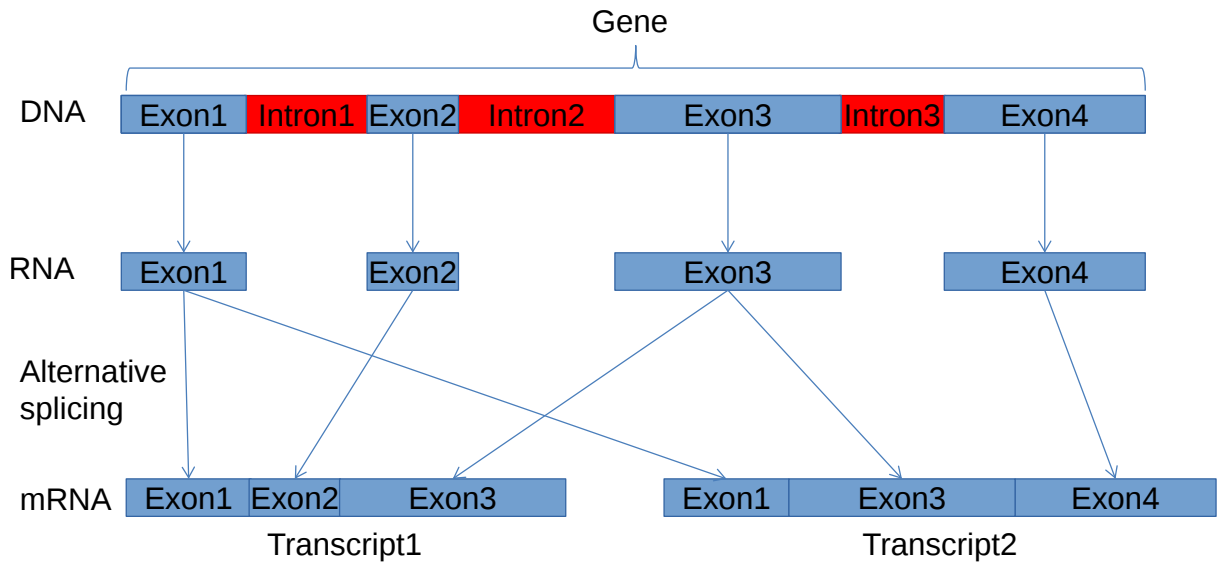 Gene
DNA Exon1 Intron1 Exon2 Intron2 Exon3 Intron3 Exon4
RNA Exon1 Exon2 Exon3 Exon4
Alternative
splicing
mRNA Exon1 Exon2 Exon3 Exon1 Exon3 Exon4
Transcript1 Transcript2